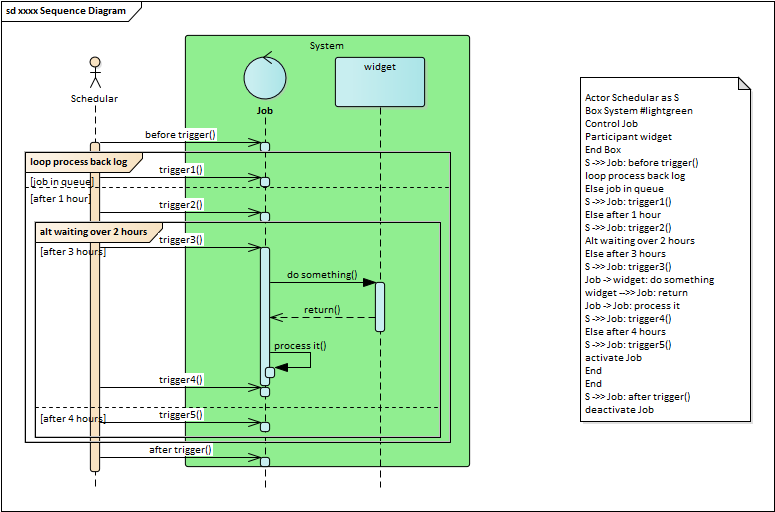 sd xxxx Sequence Diagram
System
widget
Schedular
Job
before trigger()
loop process back log
trigger1()
[job in queue]
[after 1 hour]
trigger2()
alt waiting over 2 hours
trigger3()
[after 3 hours]
do something()
return()
process it()
trigger4()
trigger5()
[after 4 hours]
after trigger()
Actor Schedular as S
Box System #lightgreen
Control Job
Participant widget
End Box
S ->> Job: before trigger()
loop process back log
Else job in queue
S ->> Job: trigger1()
Else after 1 hour
S ->> Job: trigger2()
Alt waiting over 2 hours
Else after 3 hours
S ->> Job: trigger3()
Job -> widget: do something
widget -->> Job: return
Job -> Job: process it
S ->> Job: trigger4()
Else after 4 hours
S ->> Job: trigger5()
activate Job
End
End
S ->> Job: after trigger()
deactivate Job